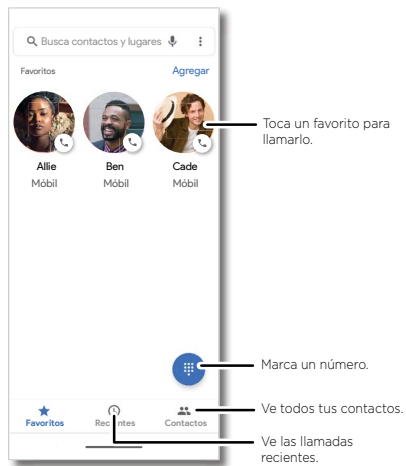 Busca contactos y lugares
Favoritos Agregar
Allie Ben Cade
Móbil Móbil Móbil
Toca un favorito para
llamarlo.
Marca un número.
Ve todos tus contactos.
Favoritos Recientes Contactos
Ve las llamadas
recientes.